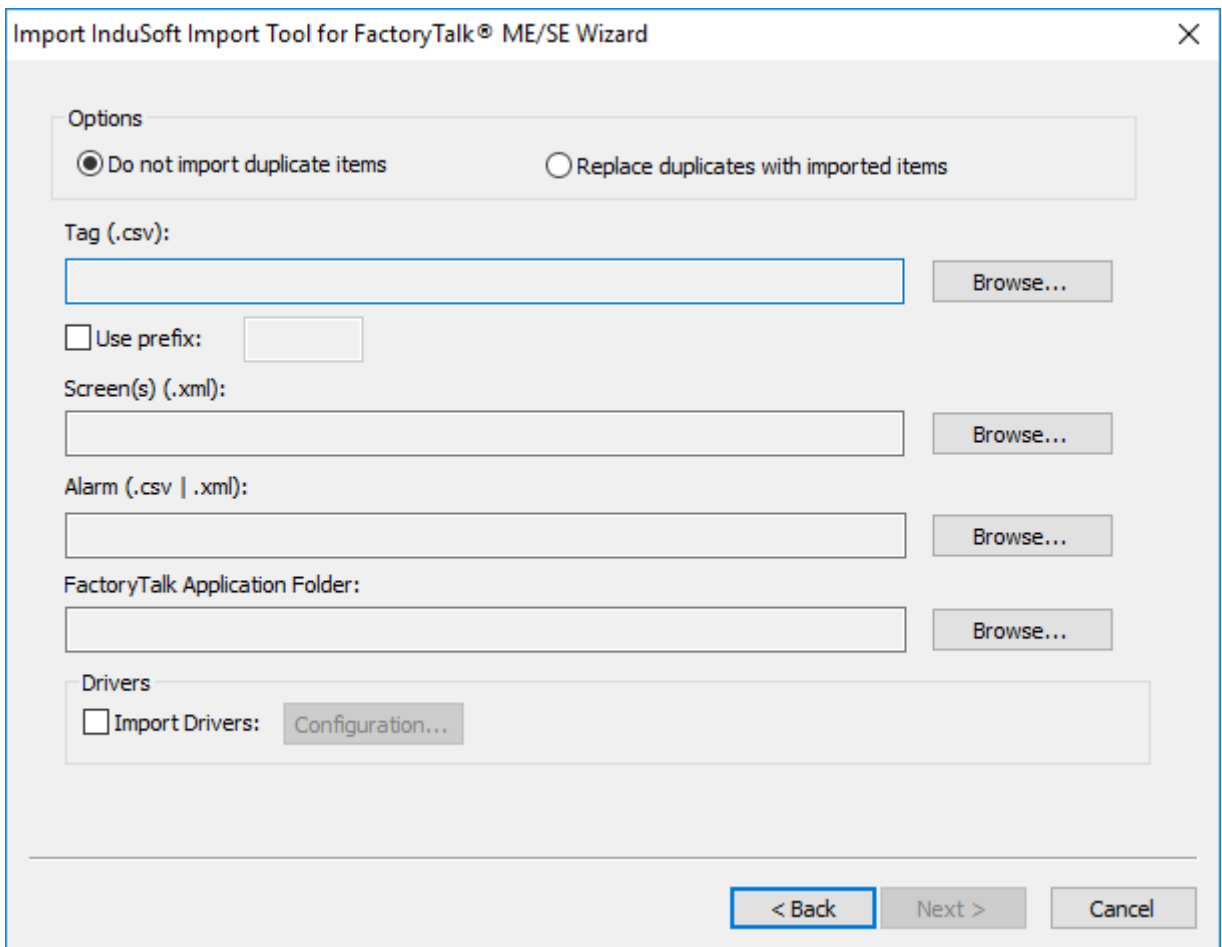 Import InduSoft Import Tool for FactoryTalk® ME/SE Wizard
Options
Do not import duplicate items
Replace duplicates with imported items
Tag (.csv):
Browse...
Use prefix:
Screen(s) (.xml):
Browse...
Alarm (.csv | .xml):
Browse...
FactoryTalk Application Folder:
Browse...
Drivers
Import Drivers:
Configuration...
< Back
Next >
Cancel